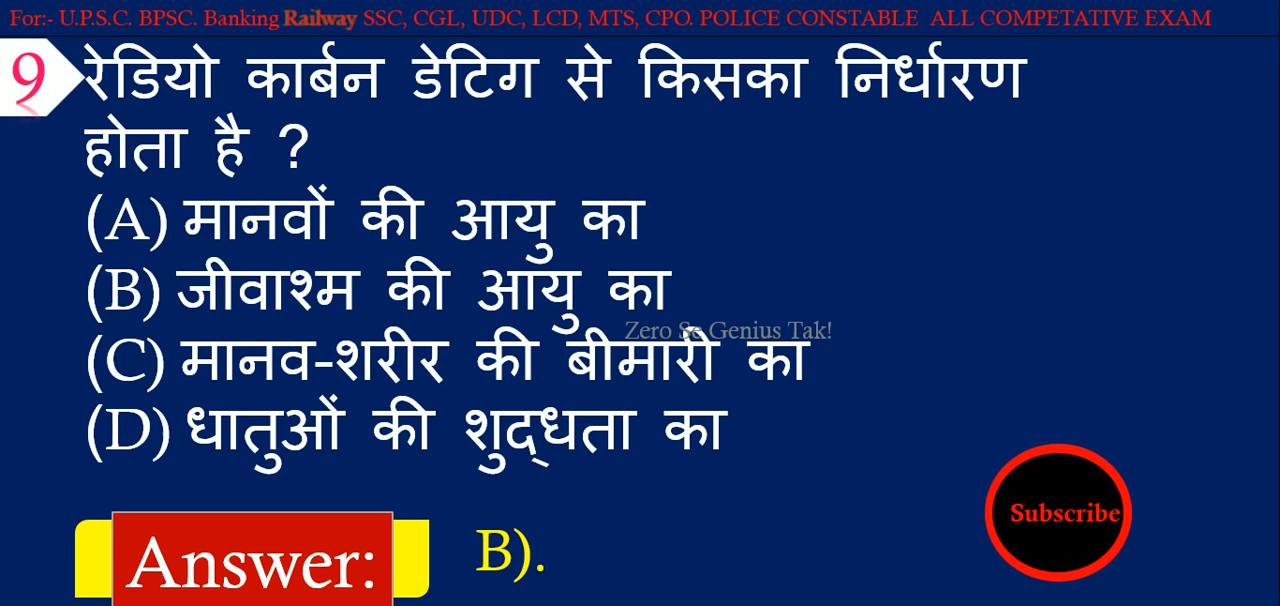 For:- U.P.S.C. BPSC. Banking Railway SSC, CGL, UDC, LCD, MTS, CPO. POLICE CONSTABLE ALL COMPETATIVE EXAM
9
रेडियो कार्बन डेटिग से किसका निर्धारण
होता है ?
(A) मानवों की आयु का
(B) जीवाश्म की आयु का
Zero Se Genius Tak!
(C) मानव-शरीर की बीमारी का
(D) धातुओं की शुद्धता का
Subscribe
Answer: B).